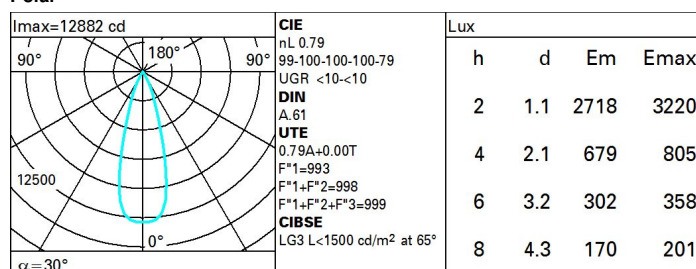 Imax=12882 cd
90°
180°
90°
12500
0°
α=30°
CIE
nL 0.79
99-100-100-100-79
UGR <10-<10
DIN
A.61
UTE
0.79A+0.00T
F"1=993
F"1+F"2=998
F"1+F"2+F"3=999
CIBSE
LG3 L<1500 cd/m² at 65°
Lux
h d Em Emax
2 1.1 2718 3220
4 2.1 679 805
6 3.2 302 358
8 4.3 170 201